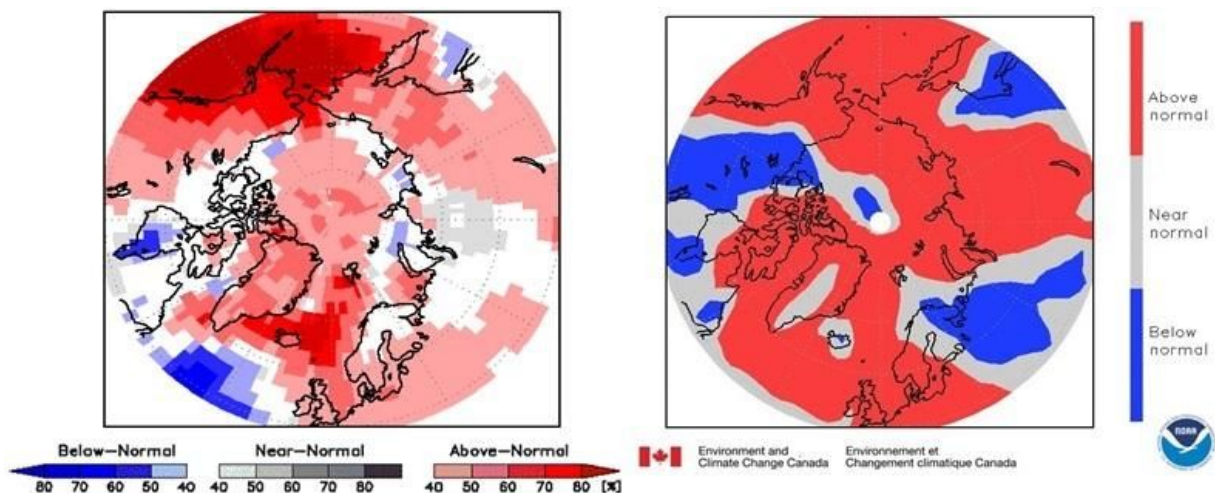 Below-Normal Near-Normal Above-Normal
80 70 60 50 40 40 50 60 70 80 40 50 60 70 80 [%]
Environment and
Climate Change Canada
Environnement et
Changement climatique Canada
Above
normal
Near
normal
Below
normal
NOAA